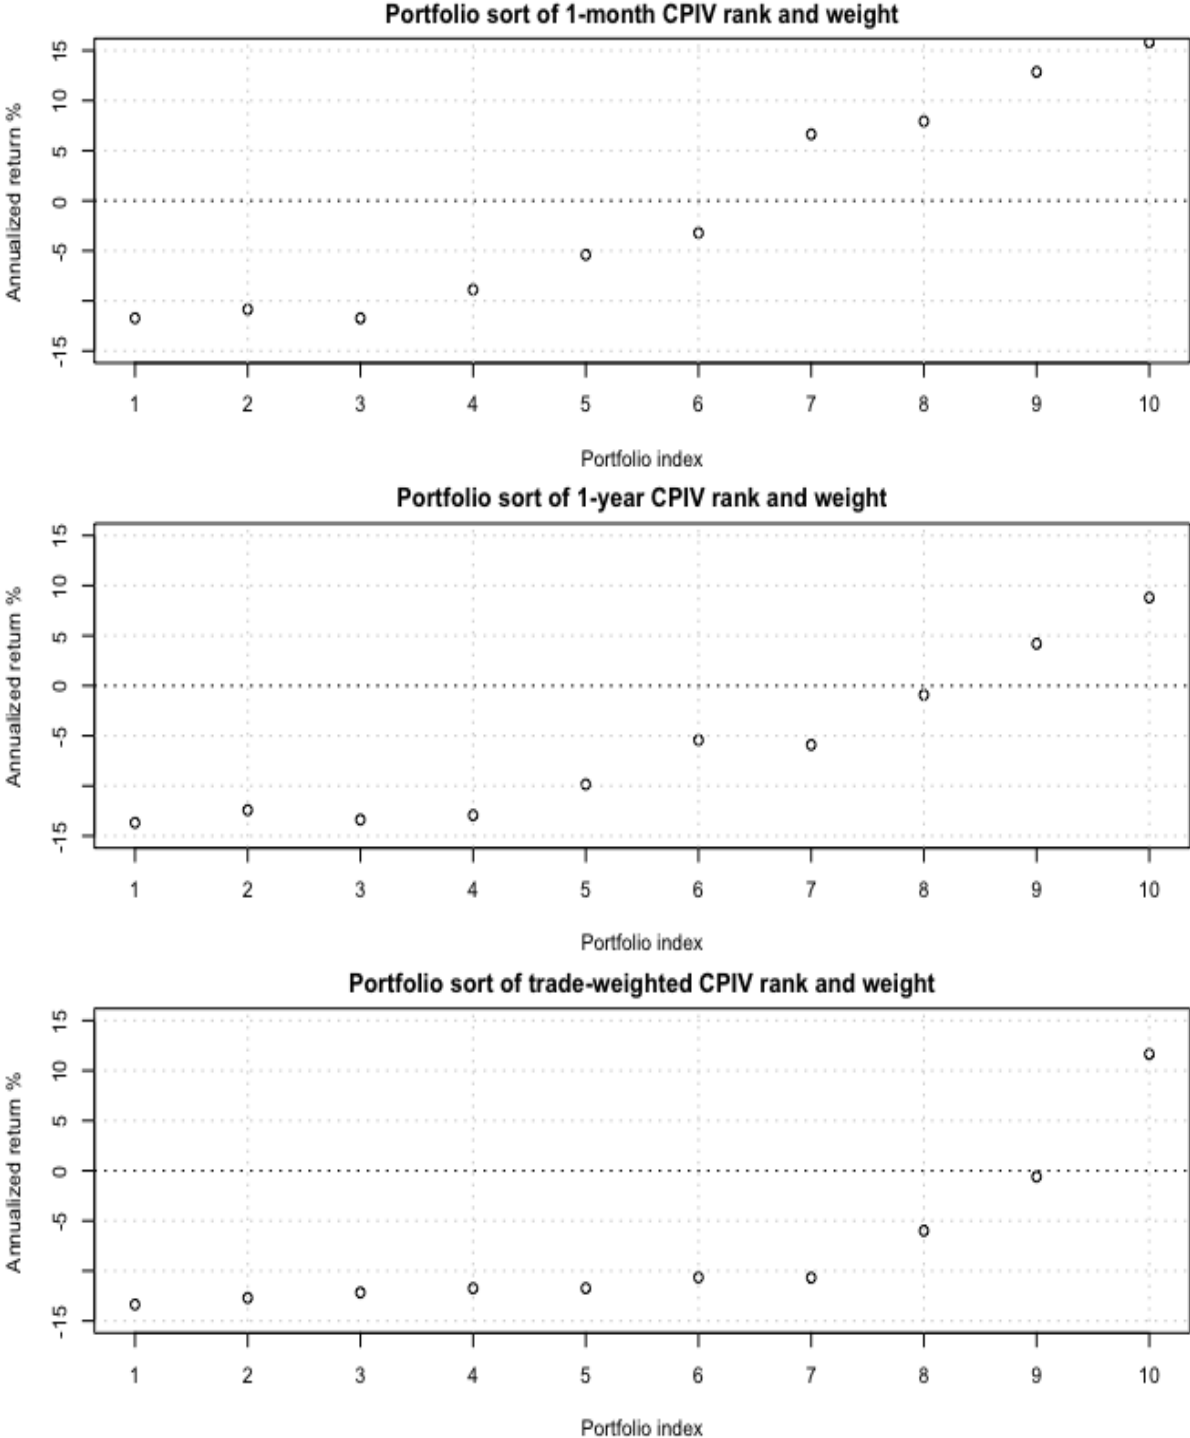 Portfolio sort of 1-month CPIV rank and weight
Annualized return %
15
10
5
0
-5
-15
1 2 3 4 5 6 7 8 9 10
Portfolio index
Portfolio sort of 1-year CPIV rank and weight
Annualized return %
15
10
5
0
-5
-15
1 2 3 4 5 6 7 8 9 10
Portfolio index
Portfolio sort of trade-weighted CPIV rank and weight
Annualized return %
15
10
5
0
-5
-15
1 2 3 4 5 6 7 8 9 10
Portfolio index